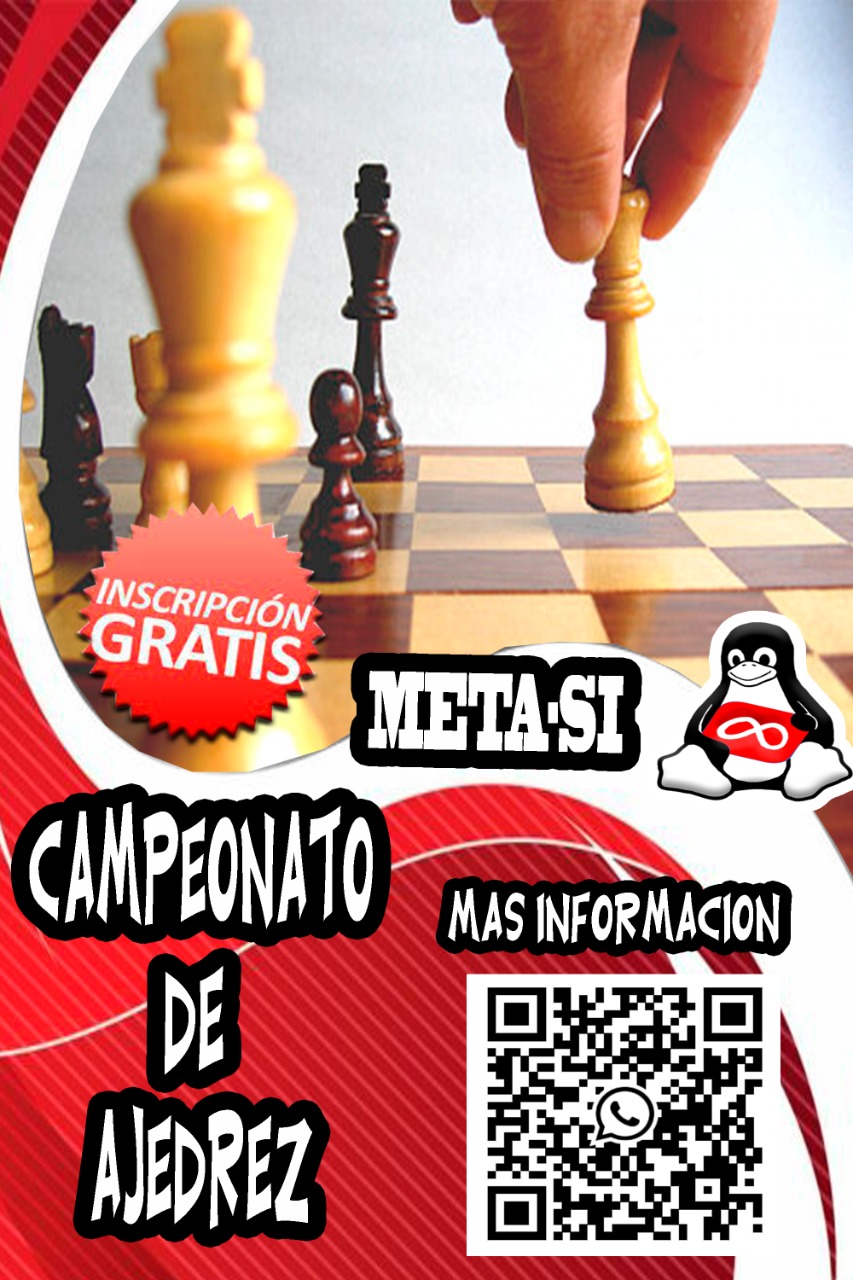 INSCRIPCIÓN
GRATIS
META-SI
CAMPEONATO
DE
AJEDREZ
MAS INFORMACION